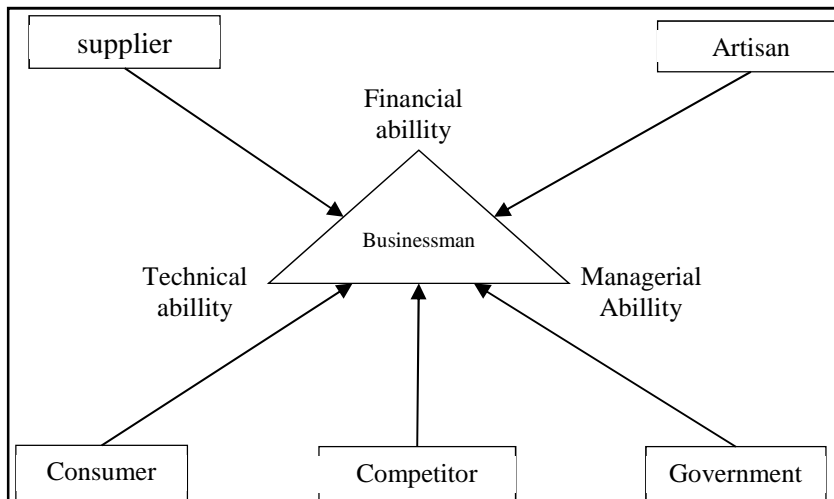 supplier
Artisan
Financial
abillity
Businessman
Technical
abillity
Managerial
Abillity
Consumer
Competitor
Government